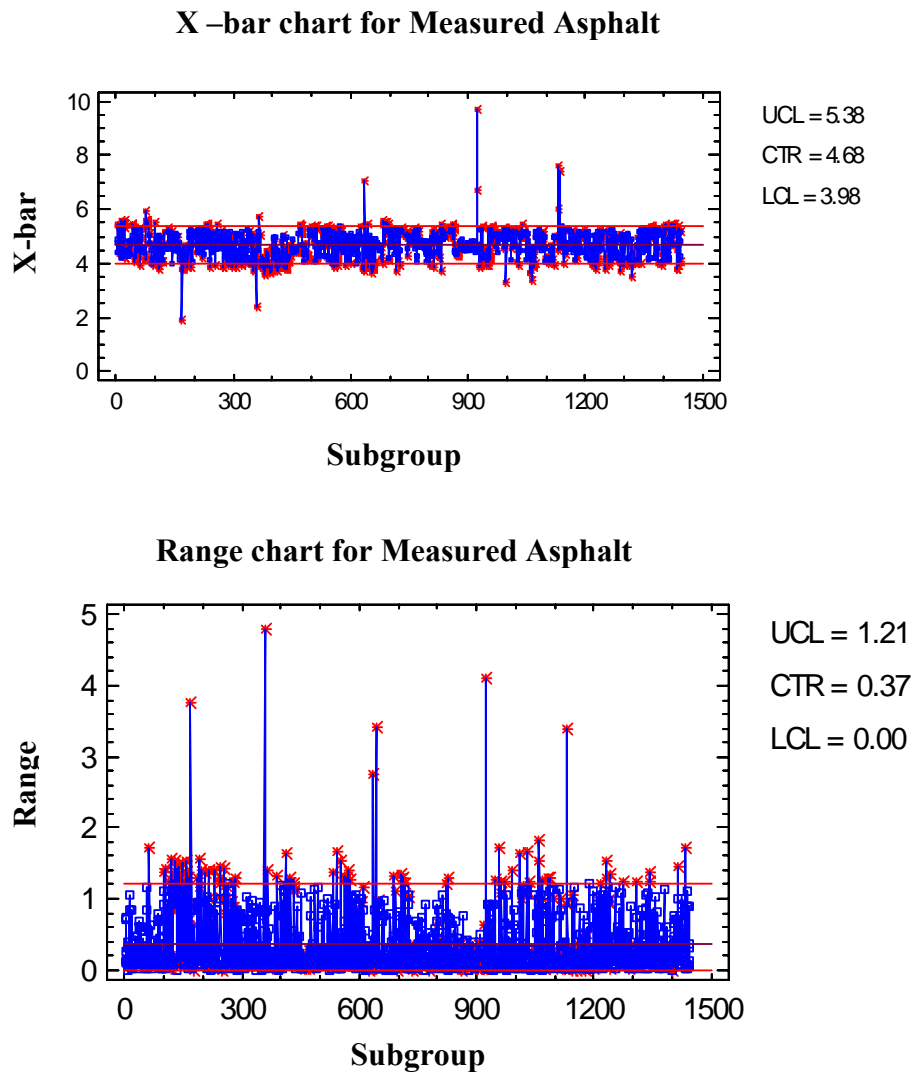 X –bar chart for Measured Asphalt
10
8
6
4
2
0
X-bar
0 300 600 900 1200 1500
Subgroup
UCL = 5.38
CTR = 4.68
LCL = 3.98
Range chart for Measured Asphalt
5
4
3
2
1
0
Range
0 300 600 900 1200 1500
Subgroup
UCL = 1.21
CTR = 0.37
LCL = 0.00